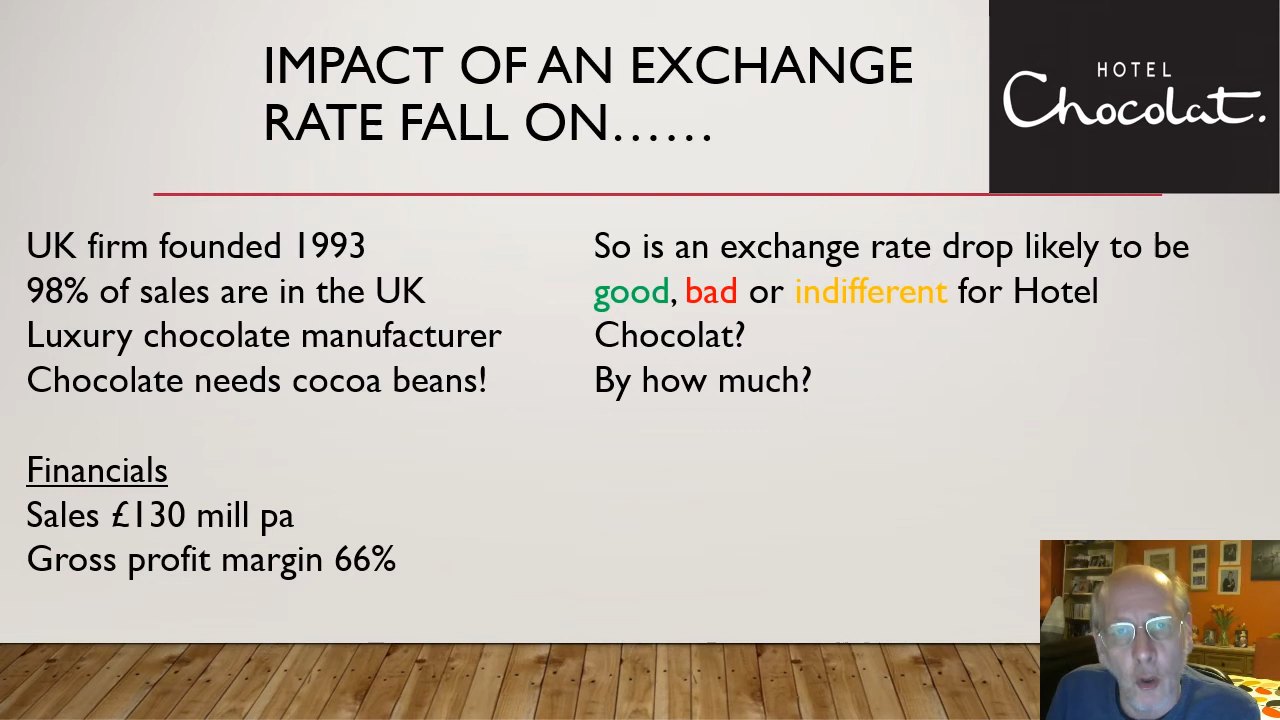 IMPACT OF AN EXCHANGE
RATE FALL ON......
HOTEL
Chocolat.
UK firm founded 1993
98% of sales are in the UK
Luxury chocolate manufacturer
Chocolate needs cocoa beans!
Financials
Sales £130 mill pa
Gross profit margin 66%
So is an exchange rate drop likely to be
good, bad or indifferent for Hotel
Chocolat?
By how much?